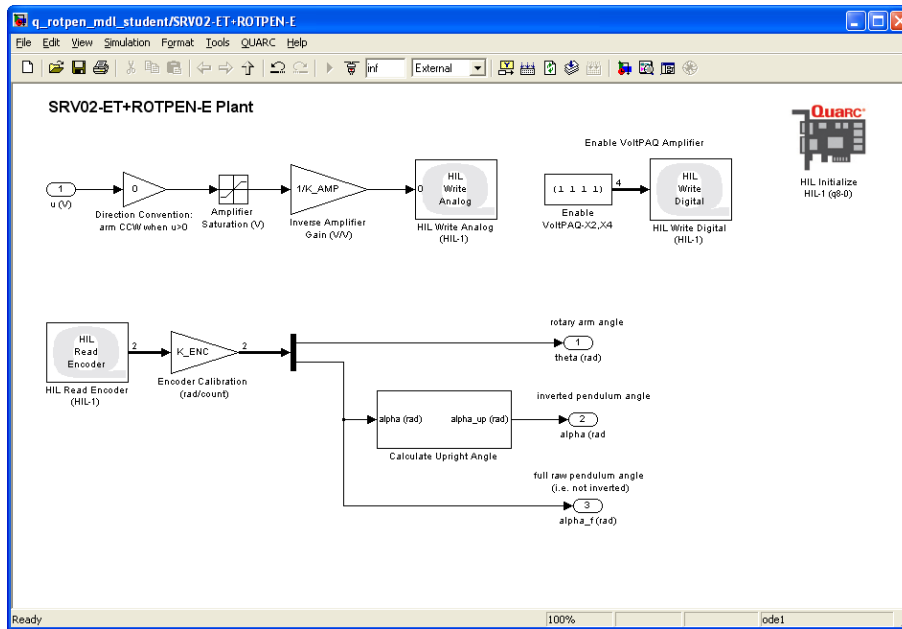 q_rotpen_mdl_student/SRV02-ET+ROTPEN-E
File Edit View Simulation Format Tools QUARC Help
inf External
SRV02-ET+ROTPEN-E Plant
QUARC
Enable VoltPAQ Amplifier
1
u (V)
0
Direction Convention:
arm CCW when u>0
Amplifier
Saturation (V)
1/K_AMP
Inverse Amplifier
Gain (V/V)
0
HIL
Write
Analog
HIL Write Analog
(HIL-1)
(1 1 1 1)
4
Enable
VoltPAQ-X2,X4
HIL
Write
Digital
HIL Write Digital
(HIL-1)
HIL Initialize
HIL-1 (q8-0)
HIL
Read
Encoder
HIL Read Encoder
(HIL-1)
2
K_ENC
2
Encoder Calibration
(rad/count)
rotary arm angle
1
theta (rad)
alpha (rad) alpha_up (rad)
Calculate Upright Angle
inverted pendulum angle
2
alpha (rad
full raw pendulum angle
(i.e. not inverted)
3
alpha_f (rad)
Ready 100% ode1